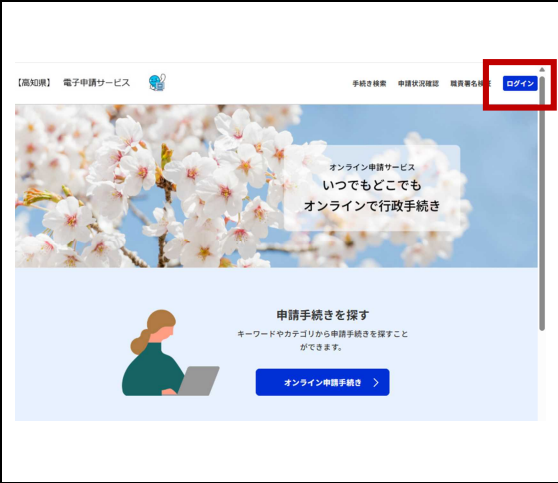 【高知県】 電子申請サービス
手続き検索 申請状況確認 職責署名検証 ログイン
オンライン申請サービス
いつでもどこでも
オンラインで行政手続き
申請手続きを探す
キーワードやカテゴリから申請手続きを探すこと
ができます。
オンライン申請手続き